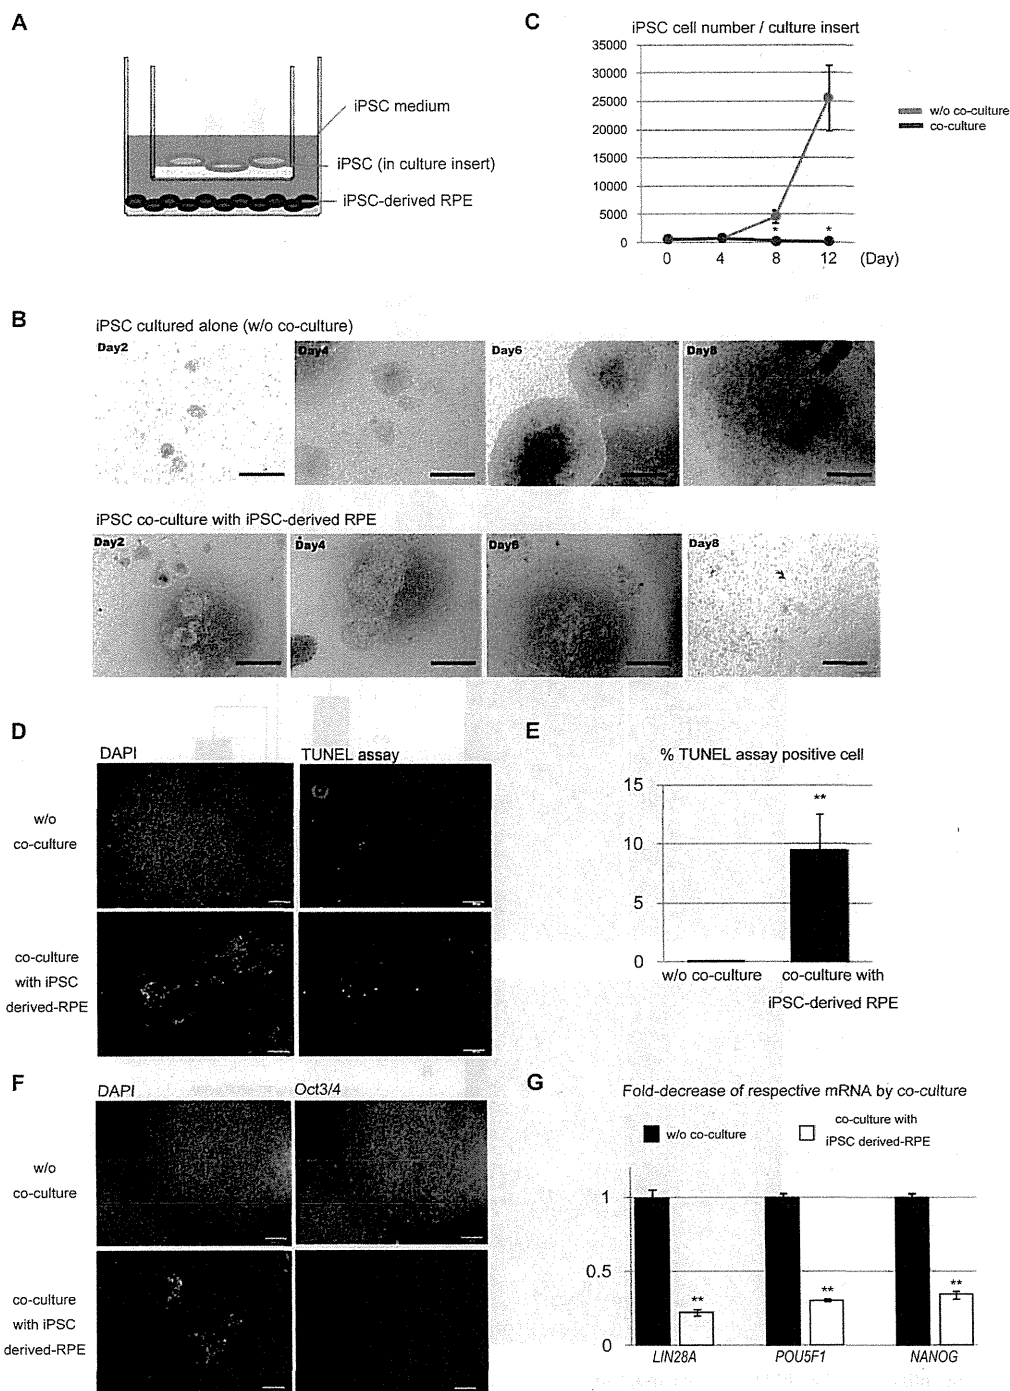 A
iPSC medium
iPSC (in culture insert)
iPSC-derived RPE
C
iPSC cell number / culture insert
35000
30000
25000
20000
15000
10000
5000
0
* *
0 4 8 12 (Day)
w/o co-culture
co-culture
B
iPSC cultured alone (w/o co-culture)
Day2 Day4 Day6 Day8
iPSC co-culture with iPSC-derived RPE
Day2 Day4 Day6 Day8
D
DAPI TUNEL assay
w/o
co-culture
co-culture
with iPSC
derived-RPE
E
% TUNEL assay positive cell
15
10
5
0
**
w/o co-culture
co-culture with
iPSC-derived RPE
F
DAPI Oct3/4
w/o
co-culture
co-culture
with iPSC
derived-RPE
G
Fold-decrease of respective mRNA by co-culture
w/o co-culture
co-culture with
iPSC derived-RPE
1
0.5
0
** ** **
LIN28A POU5F1 NANOG